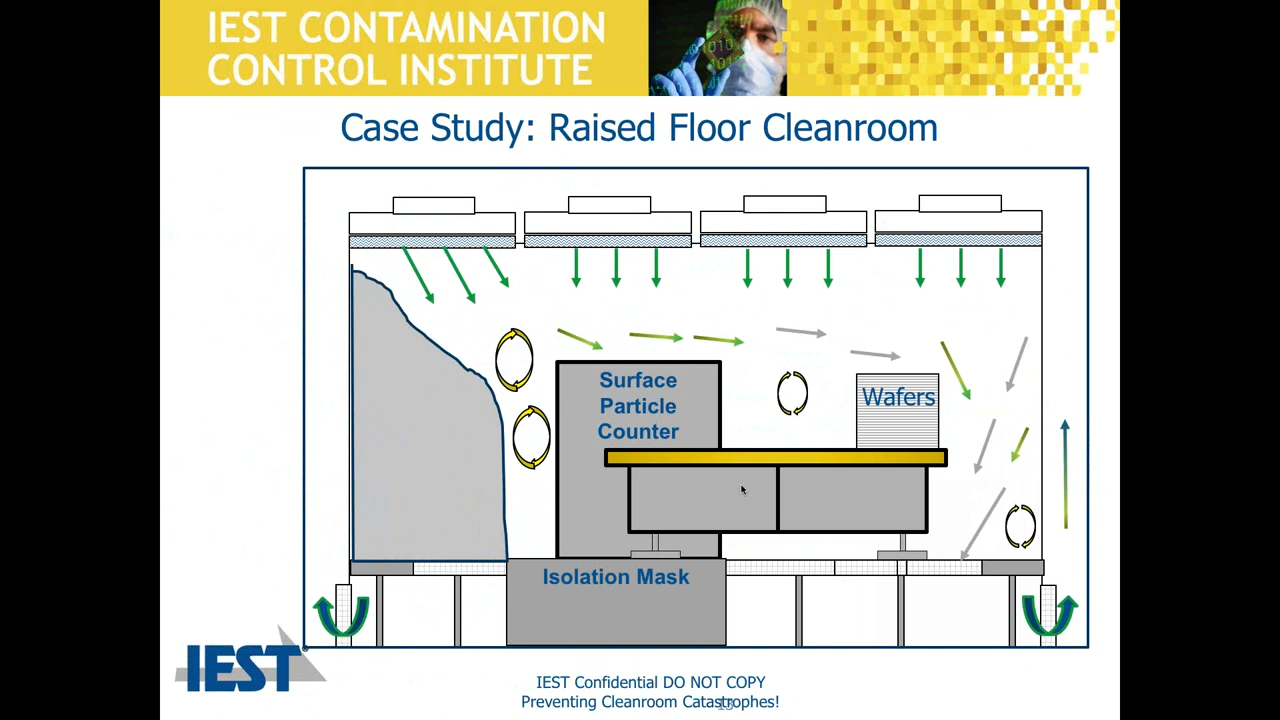 IEST CONTAMINATION
CONTROL INSTITUTE
Case Study: Raised Floor Cleanroom
Surface
Particle
Counter
Wafers
Isolation Mask
IEST®
IEST Confidential DO NOT COPY
Preventing Cleanroom Catastrophes!